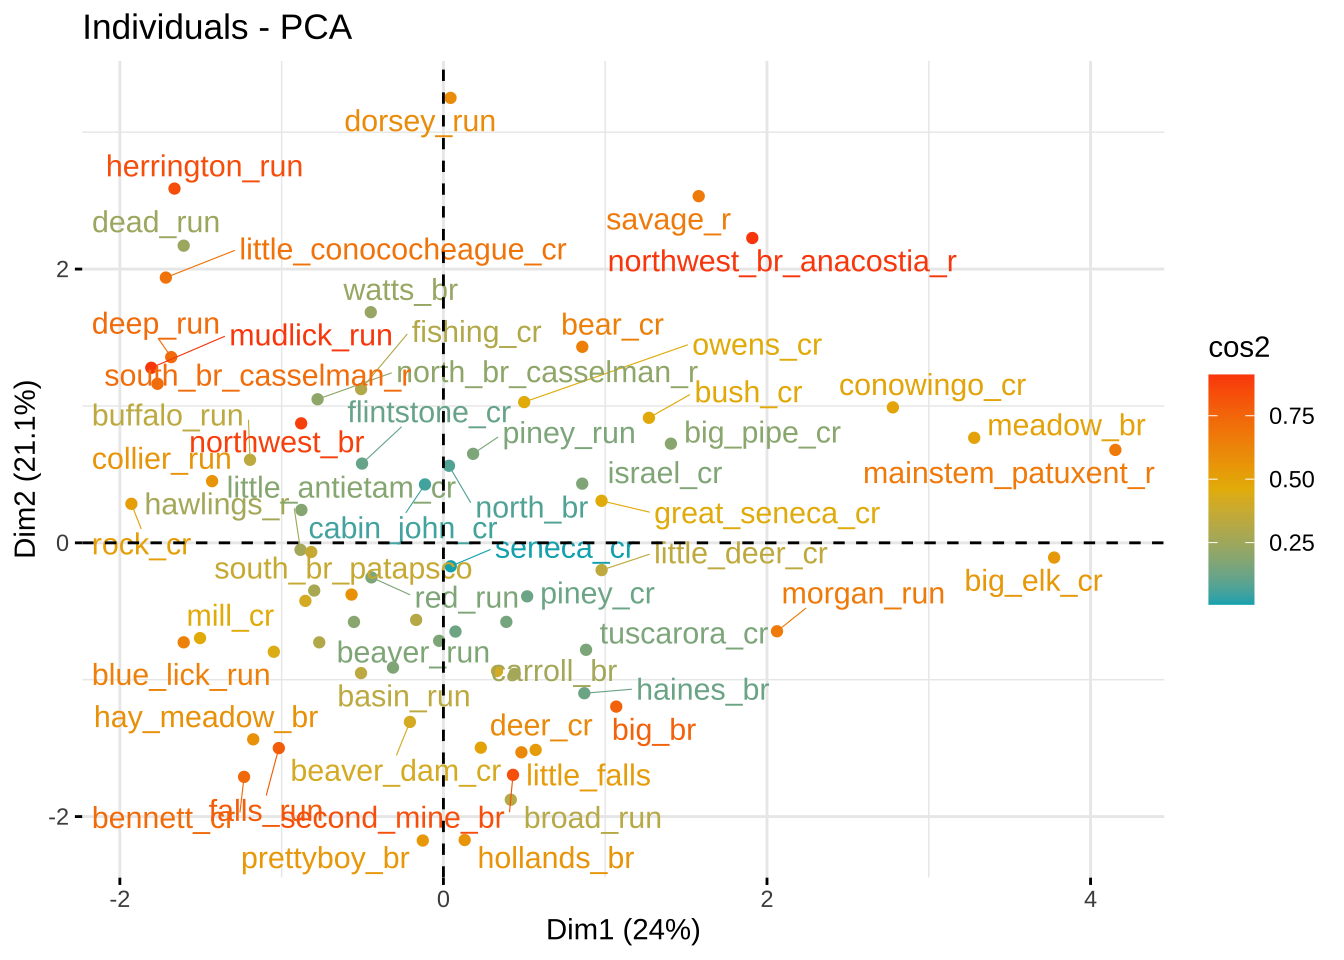 Individuals - PCA
dorsey_run
herrington_run
savage_r
dead_run
little_conococheague_cr
northwest_br_anacostia_r
2
watts_br
deep_run
mudlick_run
fishing_cr
bear_cr
owens_cr
cos2
south_br_casselman_r
north_br_casselman_r
bush_cr
conowingo_cr
0.75
buffalo_run
flintstone_cr
piney_run
big_pipe_cr
meadow_br
northwest_br
collier_run
israel_cr
mainstem_patuxent_r
0.50
little_antietam_cr
hawlings_r
north_br
great_seneca_cr
cabin_john_cr
0
rock_cr
seneca_cr
little_deer_cr
0.25
south_br_patapsco
big_elk_cr
red_run
piney_cr
morgan_run
mill_cr
tuscarora_cr
beaver_run
blue_lick_run
carroll_br
haines_br
basin_run
hay_meadow_br
deer_cr
big_br
beaver_dam_cr
little_falls
-2
bennett_cr
falls_run
second_mine_br
broad_run
prettyboy_br
hollands_br
-2
0
2
4
Dim1 (24%)
Dim2 (21.1%)